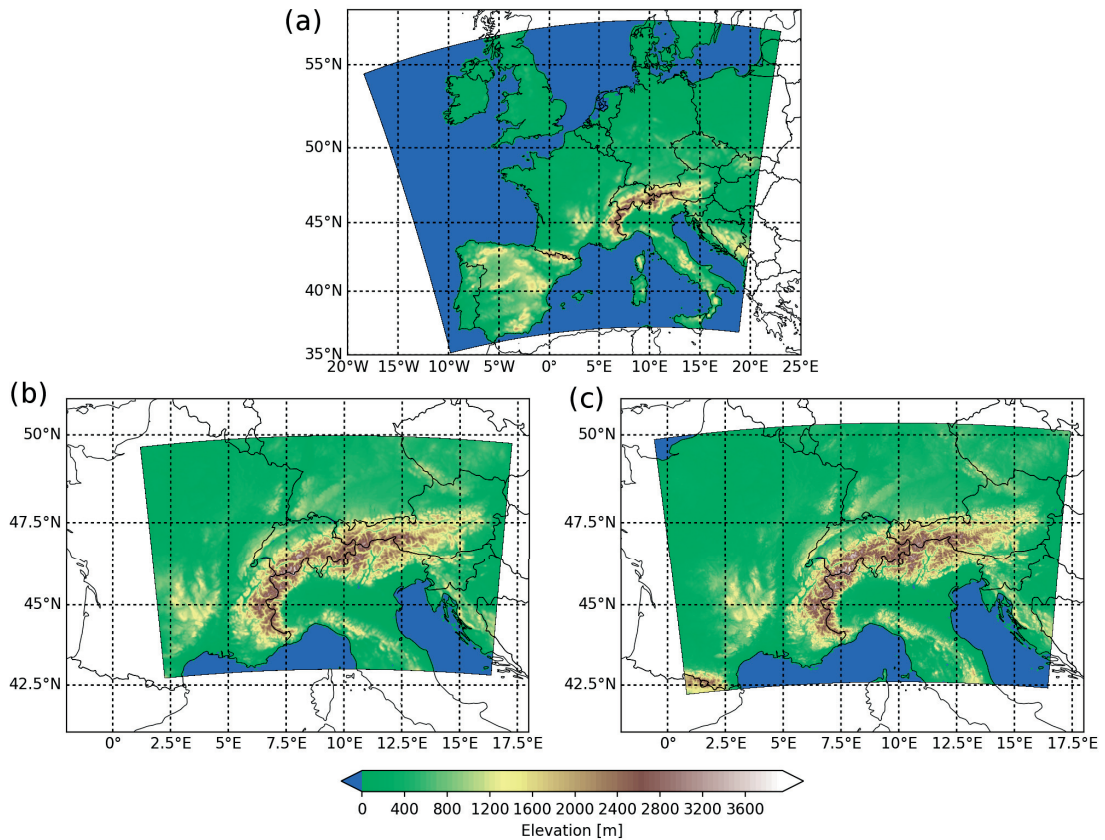 (a)
55°N
50°N
45°N
40°N
35°N
20°W 15°W 10°W 5°W 0° 5°E 10°E 15°E 20°E 25°E
(b)
50°N
47.5°N
45°N
42.5°N
0° 2.5°E 5°E 7.5°E 10°E 12.5°E 15°E 17.5°E
(c)
50°N
47.5°N
45°N
42.5°N
0° 2.5°E 5°E 7.5°E 10°E 12.5°E 15°E 17.5°E
0 400 800 1200 1600 2000 2400 2800 3200 3600
Elevation [m]